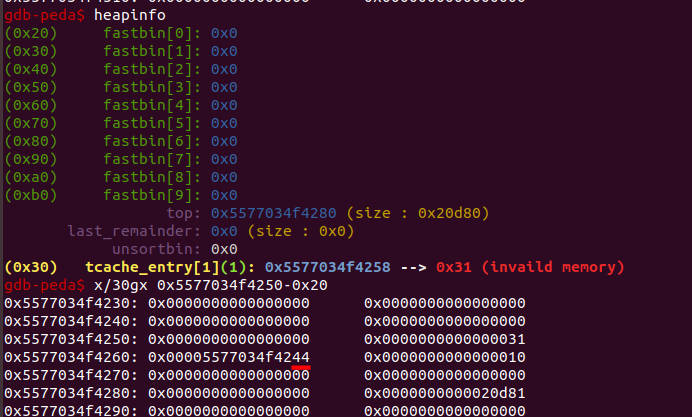 gdb-peda$ heapinfo
(0x20) fastbin[0]: 0x0
(0x30) fastbin[1]: 0x0
(0x40) fastbin[2]: 0x0
(0x50) fastbin[3]: 0x0
(0x60) fastbin[4]: 0x0
(0x70) fastbin[5]: 0x0
(0x80) fastbin[6]: 0x0
(0x90) fastbin[7]: 0x0
(0xa0) fastbin[8]: 0x0
(0xb0) fastbin[9]: 0x0
top: 0x5577034f4280 (size : 0x20d80)
last_remainder: 0x0 (size : 0x0)
unsortbin: 0x0
(0x30) tcache_entry[1](1): 0x5577034f4258 --> 0x31 (invaild memory)
gdb-peda$ x/30gx 0x5577034f4250-0x20
0x5577034f4230: 0x0000000000000000 0x0000000000000000
0x5577034f4240: 0x0000000000000000 0x0000000000000000
0x5577034f4250: 0x0000000000000000 0x0000000000000031
0x5577034f4260: 0x00005577034f4244 0x0000000000000010
0x5577034f4270: 0x0000000000000000 0x0000000000000000
0x5577034f4280: 0x0000000000000000 0x0000000000020d81
0x5577034f4290: 0x0000000000000000 0x0000000000000000